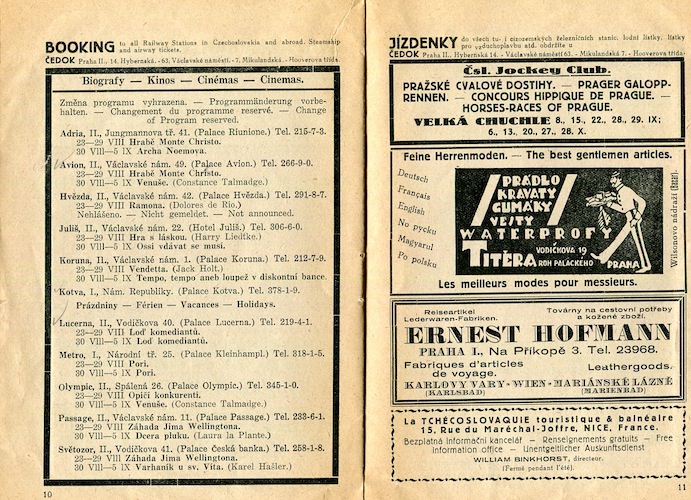 BOOKING to all Railway Stations in Czechoslovakia and abroad. Steamship
and airway tickets.
ČEDOK Praha II., 14, Hybernská. - 63, Václavské náměstí. - 7, Mikulandská. - Hooverova třída.
Biografy — Kinos — Cinémas — Cinemas.
Změna programu vyhrazena. — Programmänderung vorbe-
halten. — Changement du programme reservé. — Change
of Program reserved.
Adria, II., Jungmannova tř. 41. (Palace Riunione.) Tel. 215-7-3.
23—29 VIII Hrabě Monte Christo.
30 VIII—5 IX Archa Noemova.
Avion, II., Václavské nám. 49. (Palace Avion.) Tel. 266-9-0.
23—29 VIII Hrabě Monte Christo.
30 VIII—5 IX Venuše. (Constance Talmadge.)
Hvězda, II., Václavské nám. 42. (Palace Hvězda.) Tel. 291-8-7.
23—29 VIII Ramona. (Dolores de Rio.)
Nehlášeno. — Nicht gemeldet. — Not announced.
Juliš, II., Václavské nám. 22. (Hotel Juliš.) Tel. 306-6-0.
23—29 VIII Hra s láskou. (Harry Liedtke.)
30 VIII—5 IX Ossi vdávat se musí.
Koruna, II., Václavské nám. 1. (Palace Koruna.) Tel. 212-7-9.
23—29 VIII Vendetta. (Jack Holt.)
30 VIII—5 IX Tempo, tempo aneb loupež v diskontní bance.
Kotva, I., Nám. Republiky. (Palace Kotva.) Tel. 378-1-9.
Prázdniny — Férien — Vacances — Holidays.
Lucerna, II., Vodičkova 40. (Palace Lucerna.) Tel. 219-4-1.
23—29 VIII Loď komediantů.
30 VIII—5 IX Loď komediantů.
Metro, I., Národní tř. 25. (Palace Kleinhampl.) Tel. 318-1-5.
23—29 VIII Pori.
30 VIII—5 IX Pori.
Olympic, II., Spálená 26. (Palace Olympic.) Tel. 345-1-0.
23—29 VIII Opičí konkurenti.
30 VIII—5 IX Venuše. (Constance Talmadge.)
Passage, II., Václavské nám. 11. (Palace Passage.) Tel. 233-6-1.
23—29 VIII Záhada Jima Wellingtona.
30 VIII—5 IX Dcera pluku. (Laura la Plante.)
Světozor, II., Vodičkova 41. (Palace Česká banka.) Tel. 258-1-8.
23—29 VIII Záhada Jima Wellingtona.
30 VIII—5 IX Varhaník u sv. Víta. (Karel Hašler.)
10
JÍZDENKY do všech tu- i cizozemských železničních stanic, lodní lístky, lístky
pro vzduchoplavbu atd. obdržíte u
ČEDOK Praha II., Hybernská 14. - Václavské náměstí 63. - Mikulandská 7. - Hooverova třída.
Čsl. Jockey Club.
PRAŽSKÉ CVALOVÉ DOSTIHY. — PRAGER GALOPP-
RENNEN. — CONCOURS HIPPIQUE DE PRAGUE. —
HORSES-RACES OF PRAGUE.
VELKÁ CHUCHLE 8., 15., 22., 28., 29. IX;
6., 13., 20., 27., 28. X.
Feine Herrenmoden. — The best gentlemen articles.
Deutsch
Français
English
No pycku
Magyarul
Po polsku
PRÁDLO
KRAVATY
GUMÁKY
VESTY
WATERPROFY
TITĚRA
VODIČKOVA 19
ROH PALACKÉHO
PRAHA
Wilsonovo nádraží
Les meilleurs modes pour messieurs.
Reiseartikel
Lederwaren-Fabriken.
Továrny na cestovní potřeby
a kožené zboží.
ERNEST HOFMANN
PRAHA I., Na Příkopě 3. Tel. 23968.
Fabriques d'articles
de voyage.
Leathergoods.
KARLOVY VARY - WIEN - MARIÁNSKÉ LÁZNĚ
(KARLSBAD) (MARIENBAD)
La TCHÉCOSLOVAQUIE touristique & balnéaire
15, Rue du Maréchal-Joffre, NICE, France.
Bezplatná informační kancelář — Renseignements gratuits — Free
information office — Unentgeltlicher Auskunftsdienst
WILLIAM BINKHORST, directeur.
(Fermé pendant l'été).
11